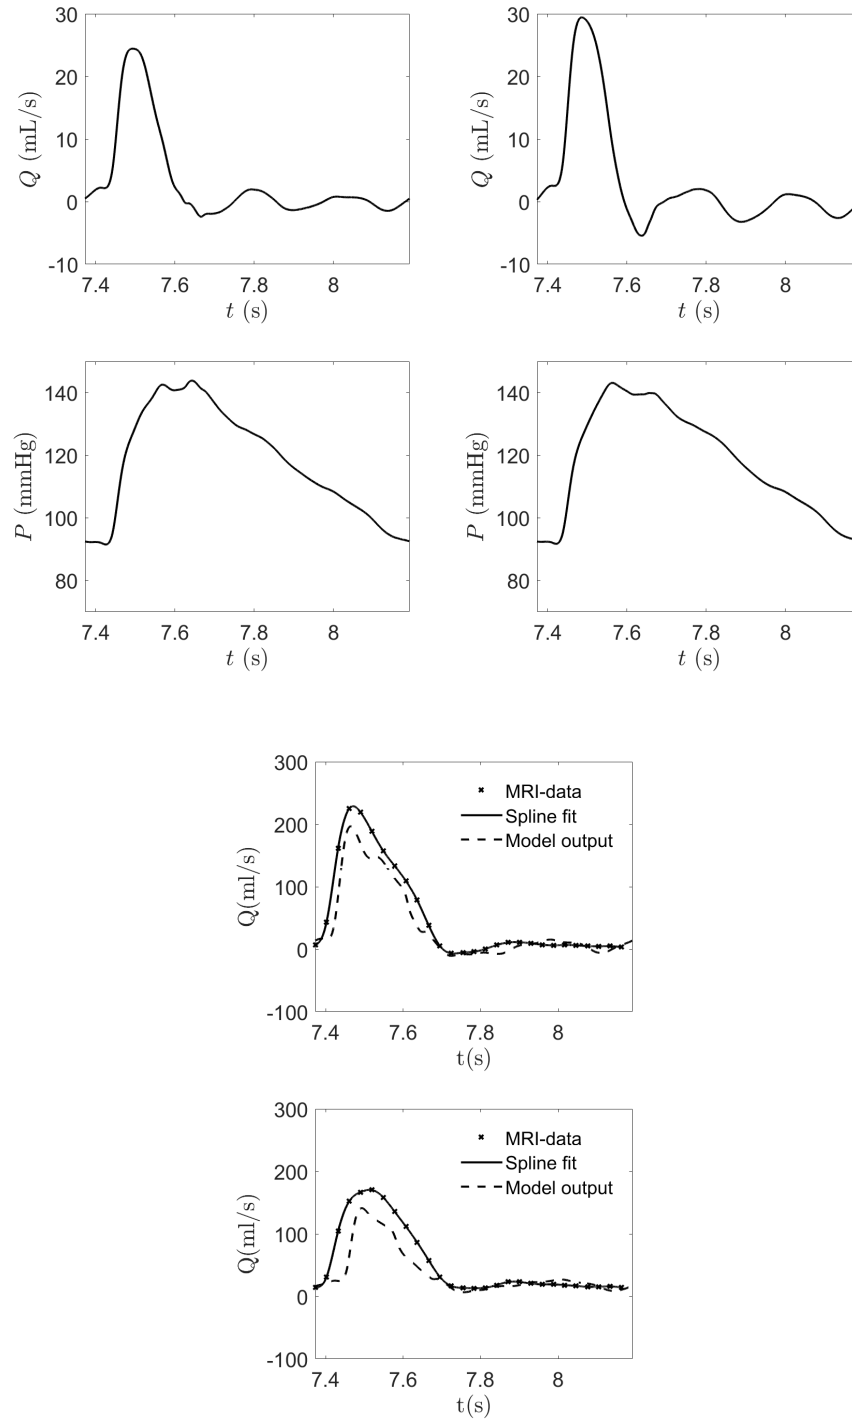 30
20
10
0
-10
Q (mL/s)
7.4 7.6 7.8 8
t (s)
30
20
10
0
-10
Q (mL/s)
7.4 7.6 7.8 8
t (s)
140
120
100
80
P (mmHg)
7.4 7.6 7.8 8
t (s)
140
120
100
80
P (mmHg)
7.4 7.6 7.8 8
t (s)
300
200
100
0
-100
Q(ml/s)
MRI-data
Spline fit
Model output
7.4 7.6 7.8 8
t(s)
300
200
100
0
-100
Q(ml/s)
MRI-data
Spline fit
Model output
7.4 7.6 7.8 8
t(s)